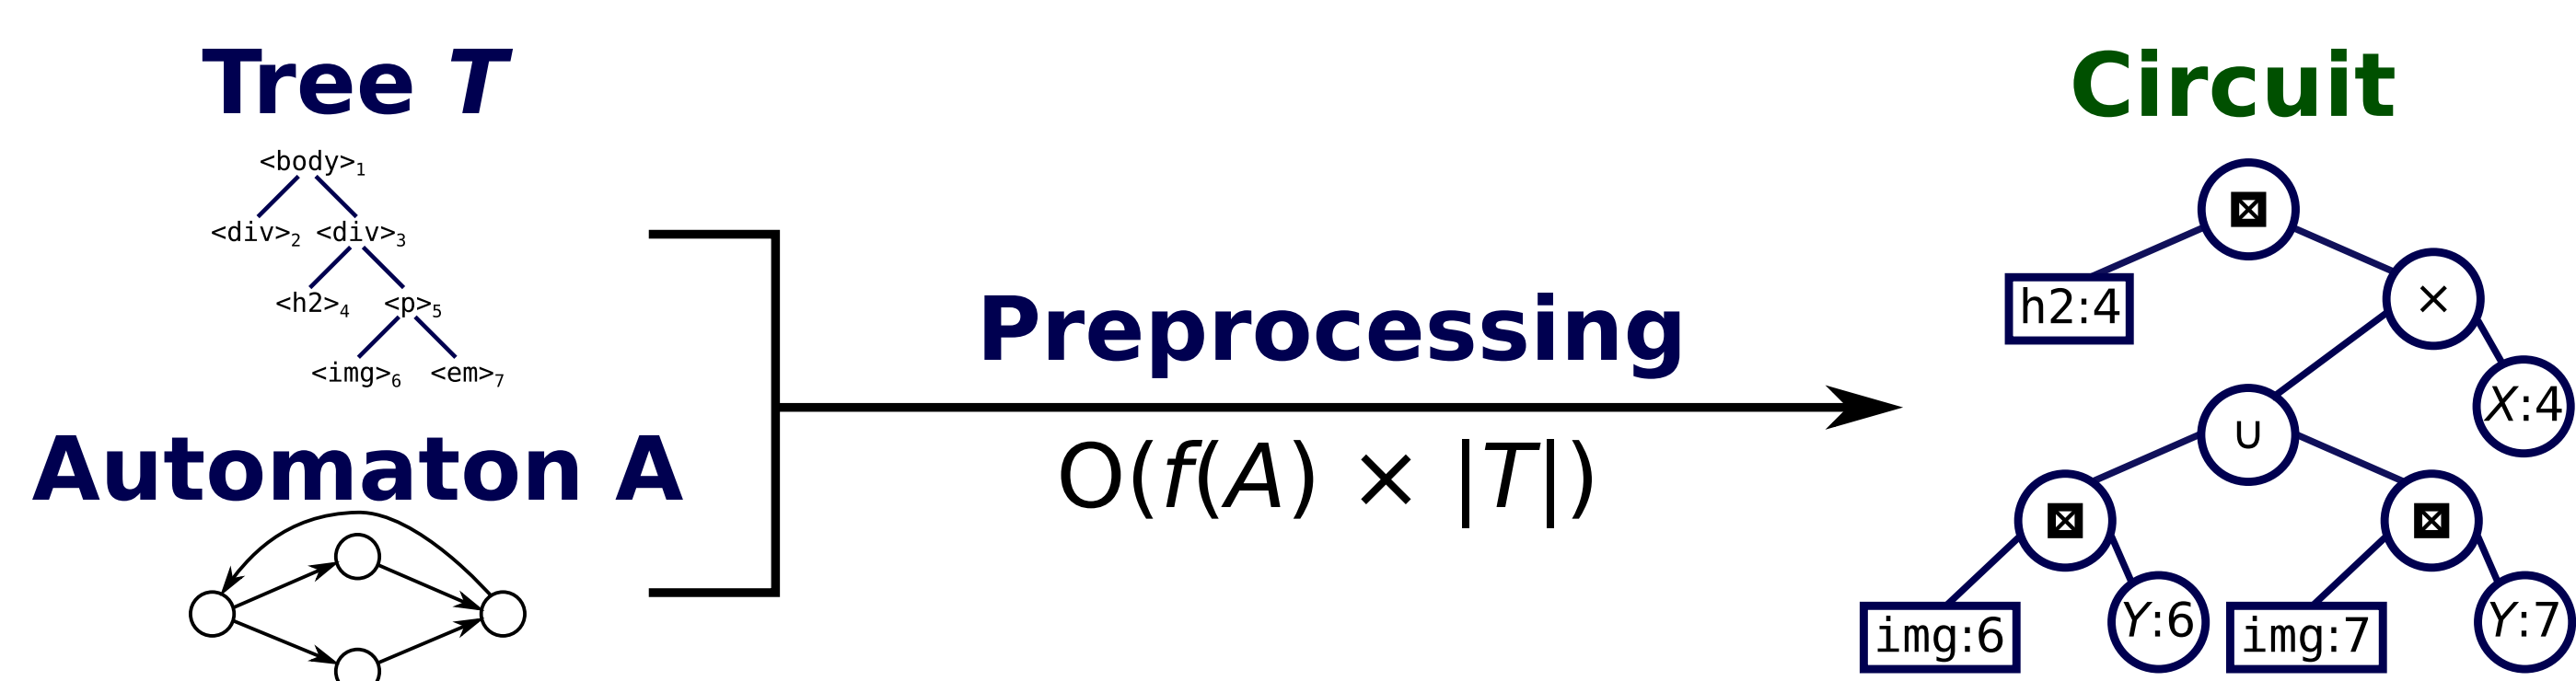 Tree T
<body>1
<div>2 <div>3
<h2>4 <p>5
<img>6 <em>7
Automaton A
Preprocessing
O(f(A) × |T|)
Circuit
⊠
h2:4
×
X:4
∪
⊠ ⊠
img:6 Y:6 img:7 Y:7